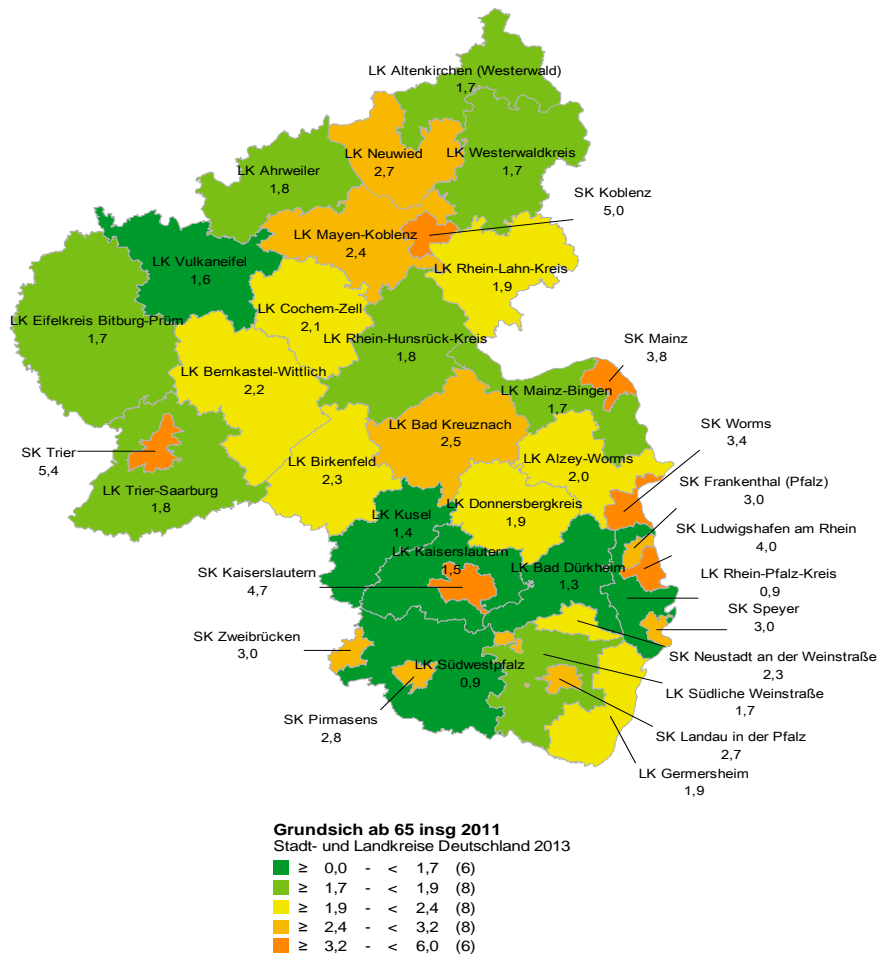 LK Altenkirchen (Westerwald)
1,7
LK Neuwied
2,7
LK Westerwaldkreis
1,7
LK Ahrweiler
1,8
SK Koblenz
5,0
LK Mayen-Koblenz
2,4
LK Vulkaneifel
1,6
LK Rhein-Lahn-Kreis
1,9
LK Cochem-Zell
2,1
LK Eifelkreis Bitburg-Prüm
1,7
LK Rhein-Hunsrück-Kreis
1,8
SK Mainz
3,8
LK Bernkastel-Wittlich
2,2
LK Mainz-Bingen
1,7
LK Bad Kreuznach
2,5
SK Worms
3,4
SK Trier
5,4
LK Birkenfeld
2,3
LK Alzey-Worms
2,0
SK Frankenthal (Pfalz)
3,0
LK Trier-Saarburg
1,8
LK Donnersbergkreis
1,9
LK Kusel
1,4
SK Ludwigshafen am Rhein
4,0
LK Kaiserslautern
1,5
SK Kaiserslautern
4,7
LK Bad Dürkheim
1,3
LK Rhein-Pfalz-Kreis
0,9
SK Speyer
3,0
SK Zweibrücken
3,0
LK Südwestpfalz
0,9
SK Neustadt an der Weinstraße
2,3
LK Südliche Weinstraße
1,7
SK Pirmasens
2,8
SK Landau in der Pfalz
2,7
LK Germersheim
1,9
Grundsich ab 65 insg 2011
Stadt- und Landkreise Deutschland 2013
≥ 0,0 - < 1,7 (6)
≥ 1,7 - < 1,9 (8)
≥ 1,9 - < 2,4 (8)
≥ 2,4 - < 3,2 (8)
≥ 3,2 - < 6,0 (6)